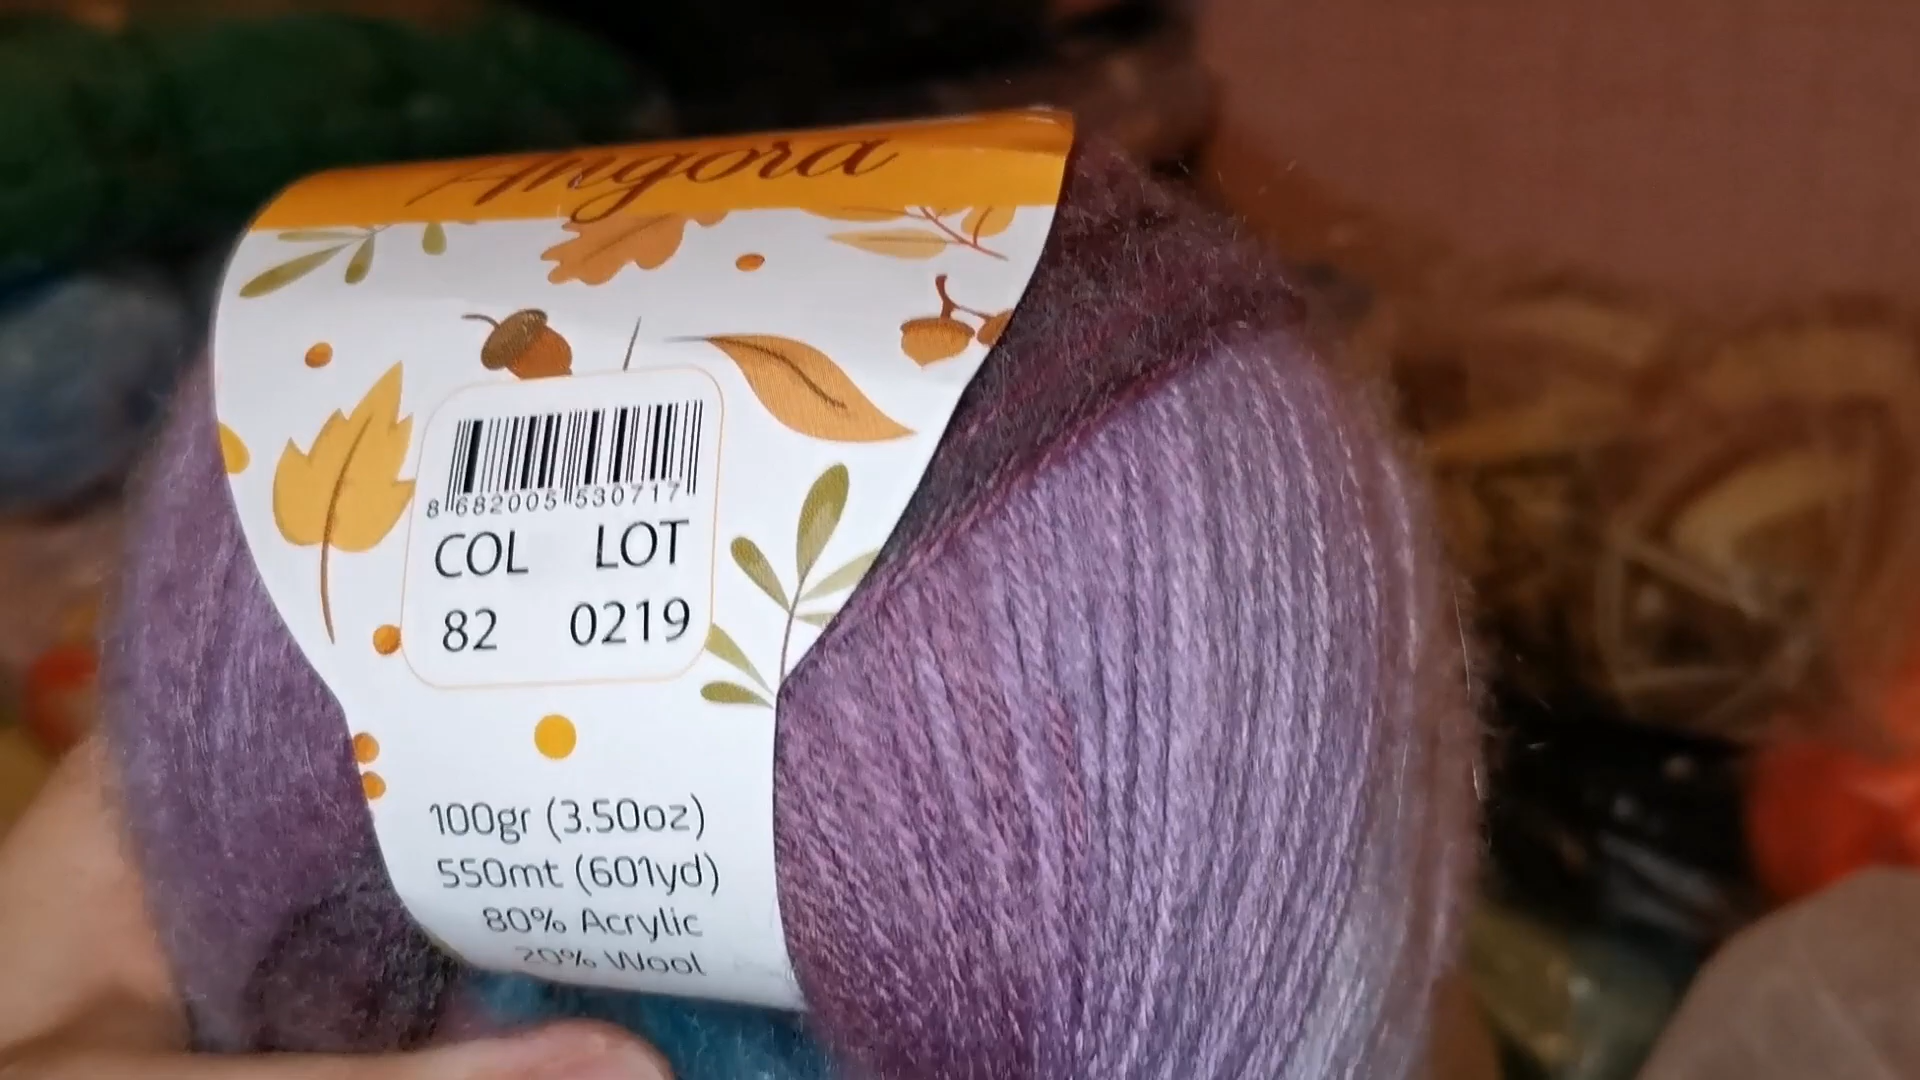 Angora
8 682005 530717
COL LOT
82 0219
100gr (3.50oz)
550mt (601yd)
80% Acrylic
20% Wool